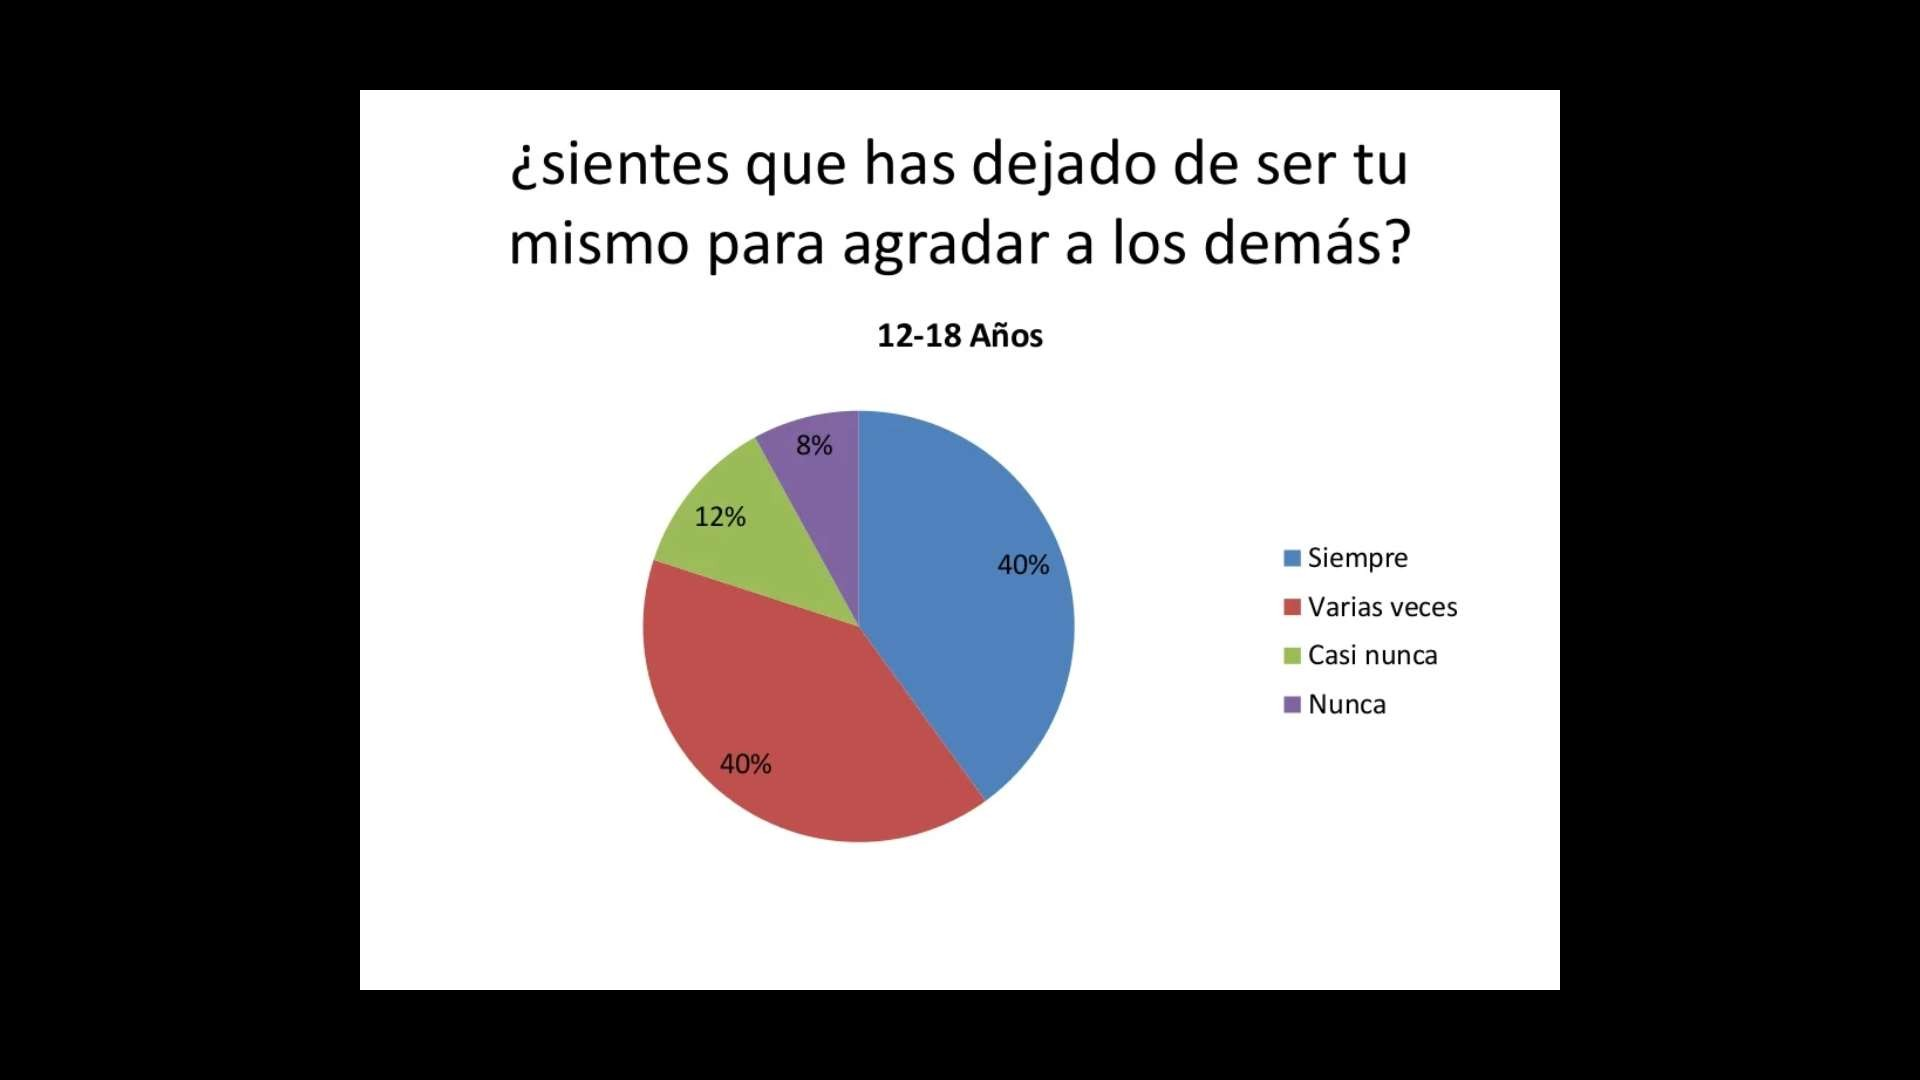 ¿sientes que has dejado de ser tu
mismo para agradar a los demás?
12-18 Años
8%
12%
40%
40%
Siempre
Varias veces
Casi nunca
Nunca